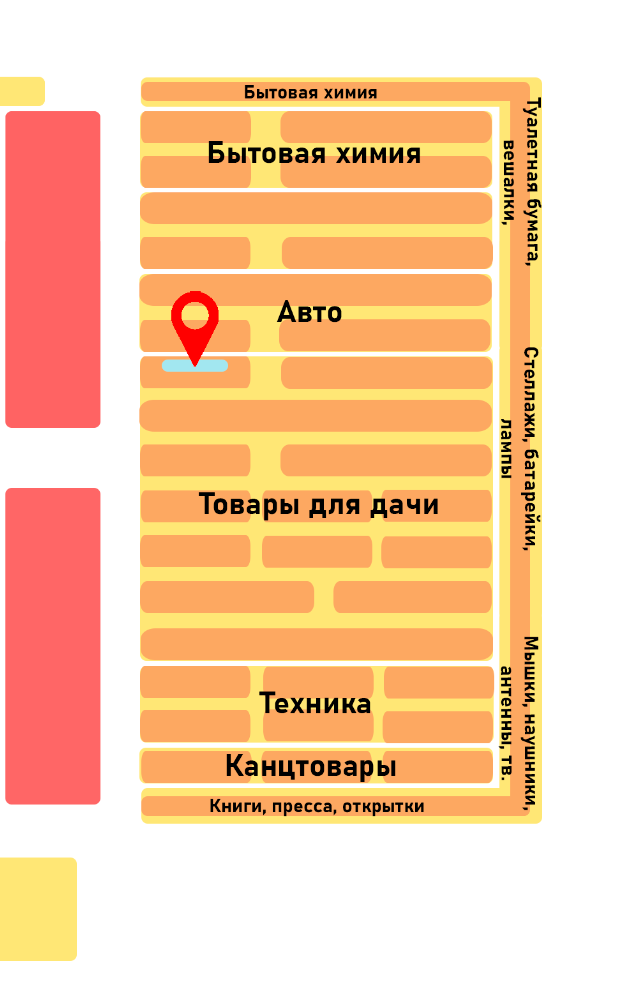 Бытовая химия
Бытовая химия
Туалетная бумага,
вешалки,
Авто
Стеллажи, батарейки,
лампы
Товары для дачи
Мышки, наушники,
антенны, тв.
Техника
Канцтовары
Книги, пресса, открытки